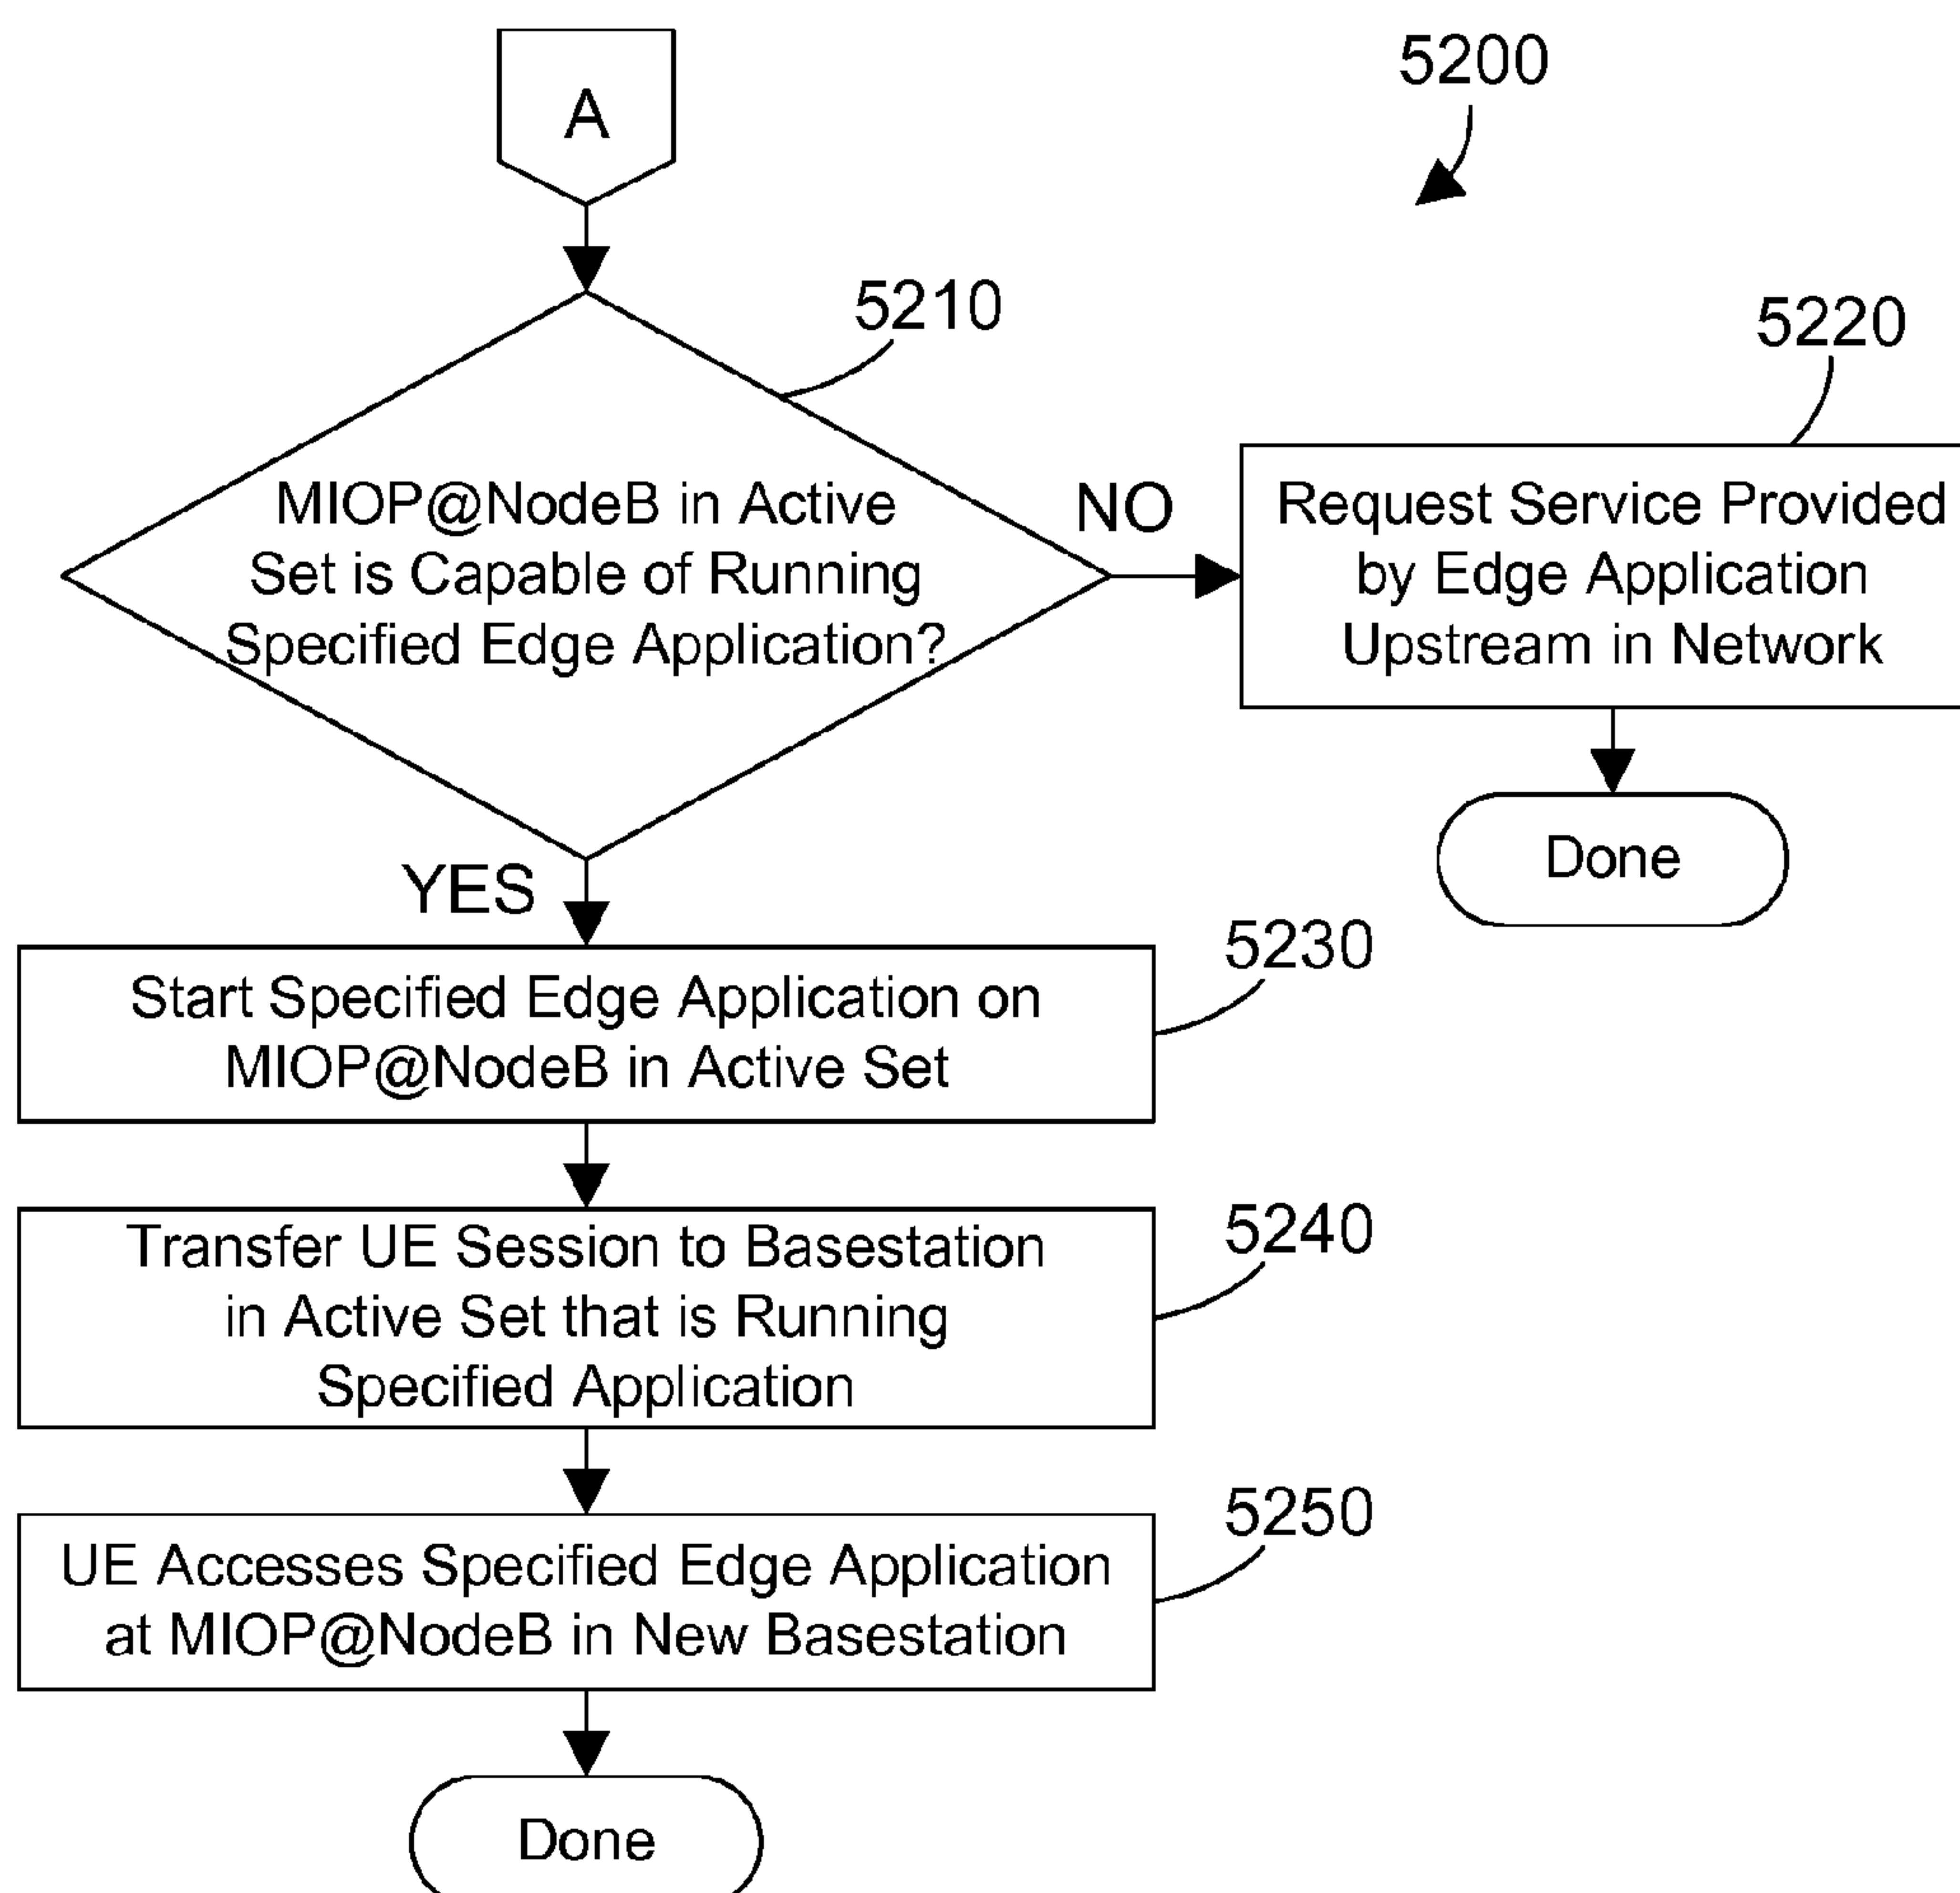 A
5200
5210
MIOP@NodeB in Active
Set is Capable of Running
Specified Edge Application?
NO
5220
Request Service Provided
by Edge Application
Upstream in Network
Done
YES
5230
Start Specified Edge Application on
MIOP@NodeB in Active Set
5240
Transfer UE Session to Basestation
in Active Set that is Running
Specified Application
5250
UE Accesses Specified Edge Application
at MIOP@NodeB in New Basestation
Done